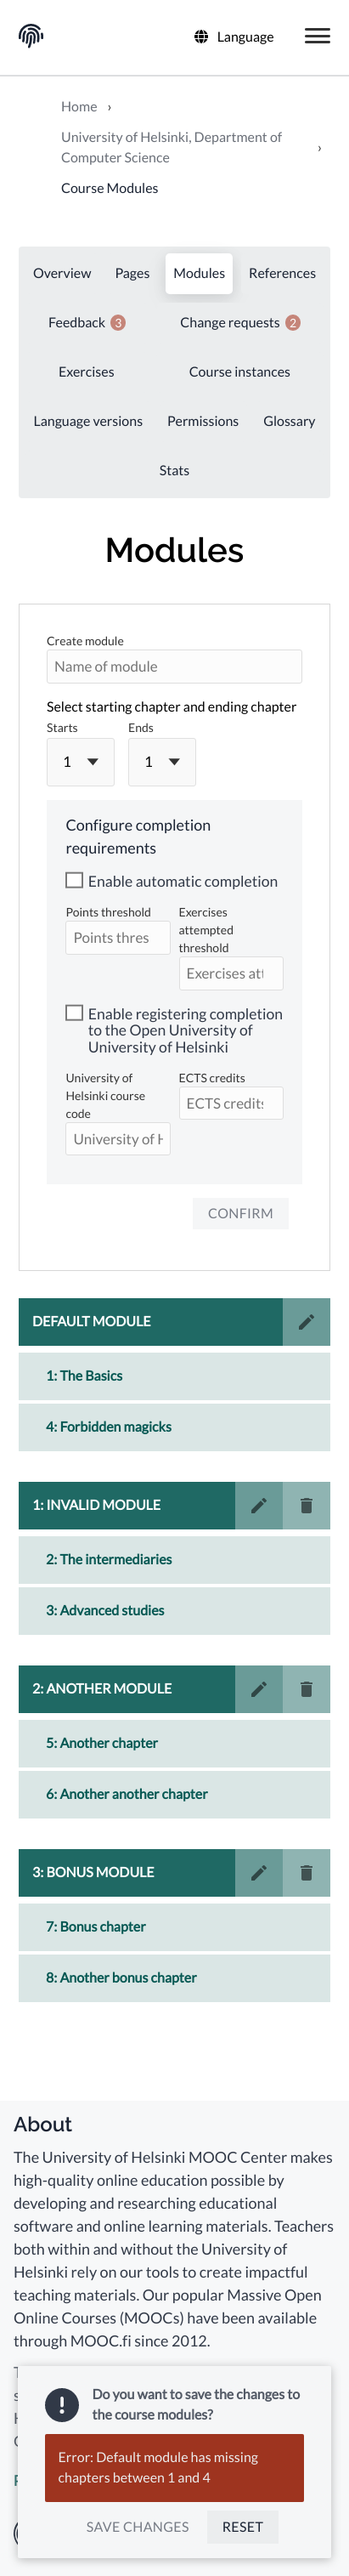 Language
Home ›
University of Helsinki, Department of
Computer Science ›
Course Modules
Overview Pages Modules References
Feedback 3 Change requests 2
Exercises Course instances
Language versions Permissions Glossary
Stats
Modules
Create module
Name of module
Select starting chapter and ending chapter
Starts Ends
1 1
Configure completion
requirements
Enable automatic completion
Points threshold
Points thres
Exercises
attempted
threshold
Exercises att
Enable registering completion
to the Open University of
University of Helsinki
University of
Helsinki course
code
University of H
ECTS credits
ECTS credits
CONFIRM
DEFAULT MODULE
1: The Basics
4: Forbidden magicks
1: INVALID MODULE
2: The intermediaries
3: Advanced studies
2: ANOTHER MODULE
5: Another chapter
6: Another another chapter
3: BONUS MODULE
7: Bonus chapter
8: Another bonus chapter
About
The University of Helsinki MOOC Center makes
high-quality online education possible by
developing and researching educational
software and online learning materials. Teachers
both within and without the University of
Helsinki rely on our tools to create impactful
teaching materials. Our popular Massive Open
Online Courses (MOOCs) have been available
through MOOC.fi since 2012.
Do you want to save the changes to
the course modules?
Error: Default module has missing
chapters between 1 and 4
SAVE CHANGES RESET